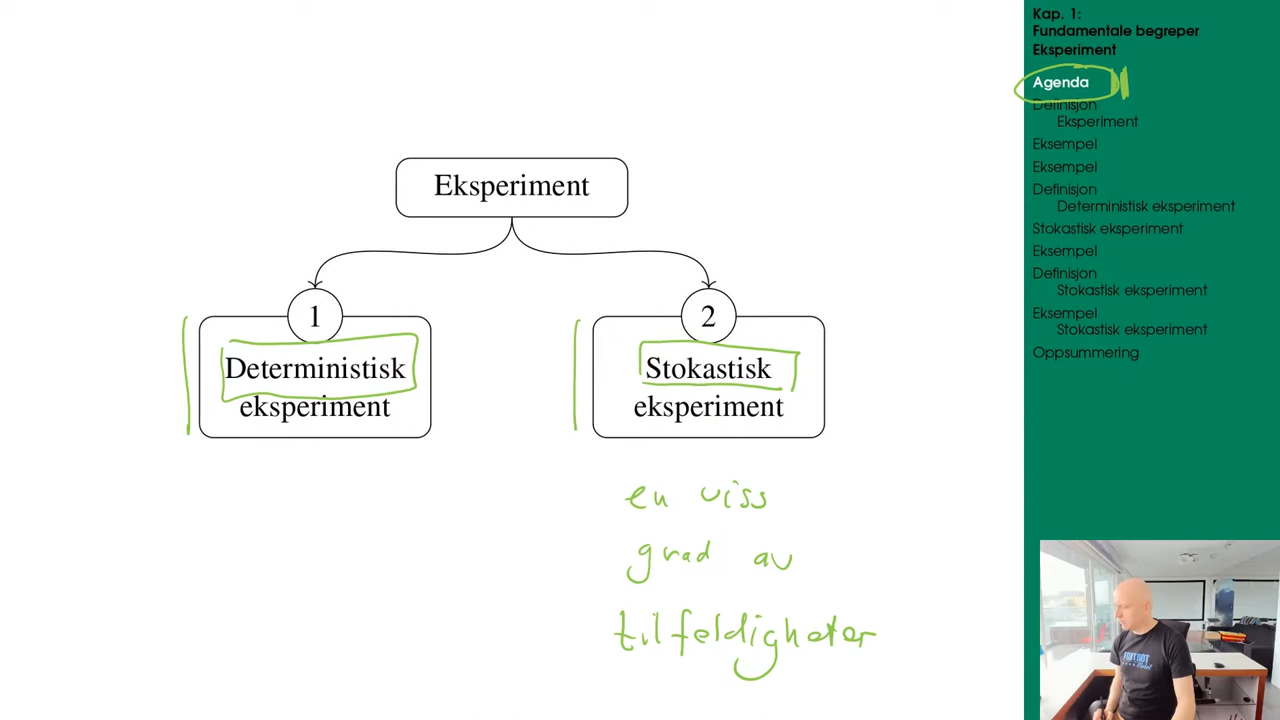 Eksperiment
1
Deterministisk
eksperiment
2
Stokastisk
eksperiment
en viss
grad av
tilfeldigheter
Kap. 1:
Fundamentale begreper
Eksperiment
Agenda
Definisjon
Eksperiment
Eksempel
Eksempel
Definisjon
Deterministisk eksperiment
Stokastisk eksperiment
Eksempel
Definisjon
Stokastisk eksperiment
Eksempel
Stokastisk eksperiment
Oppsummering